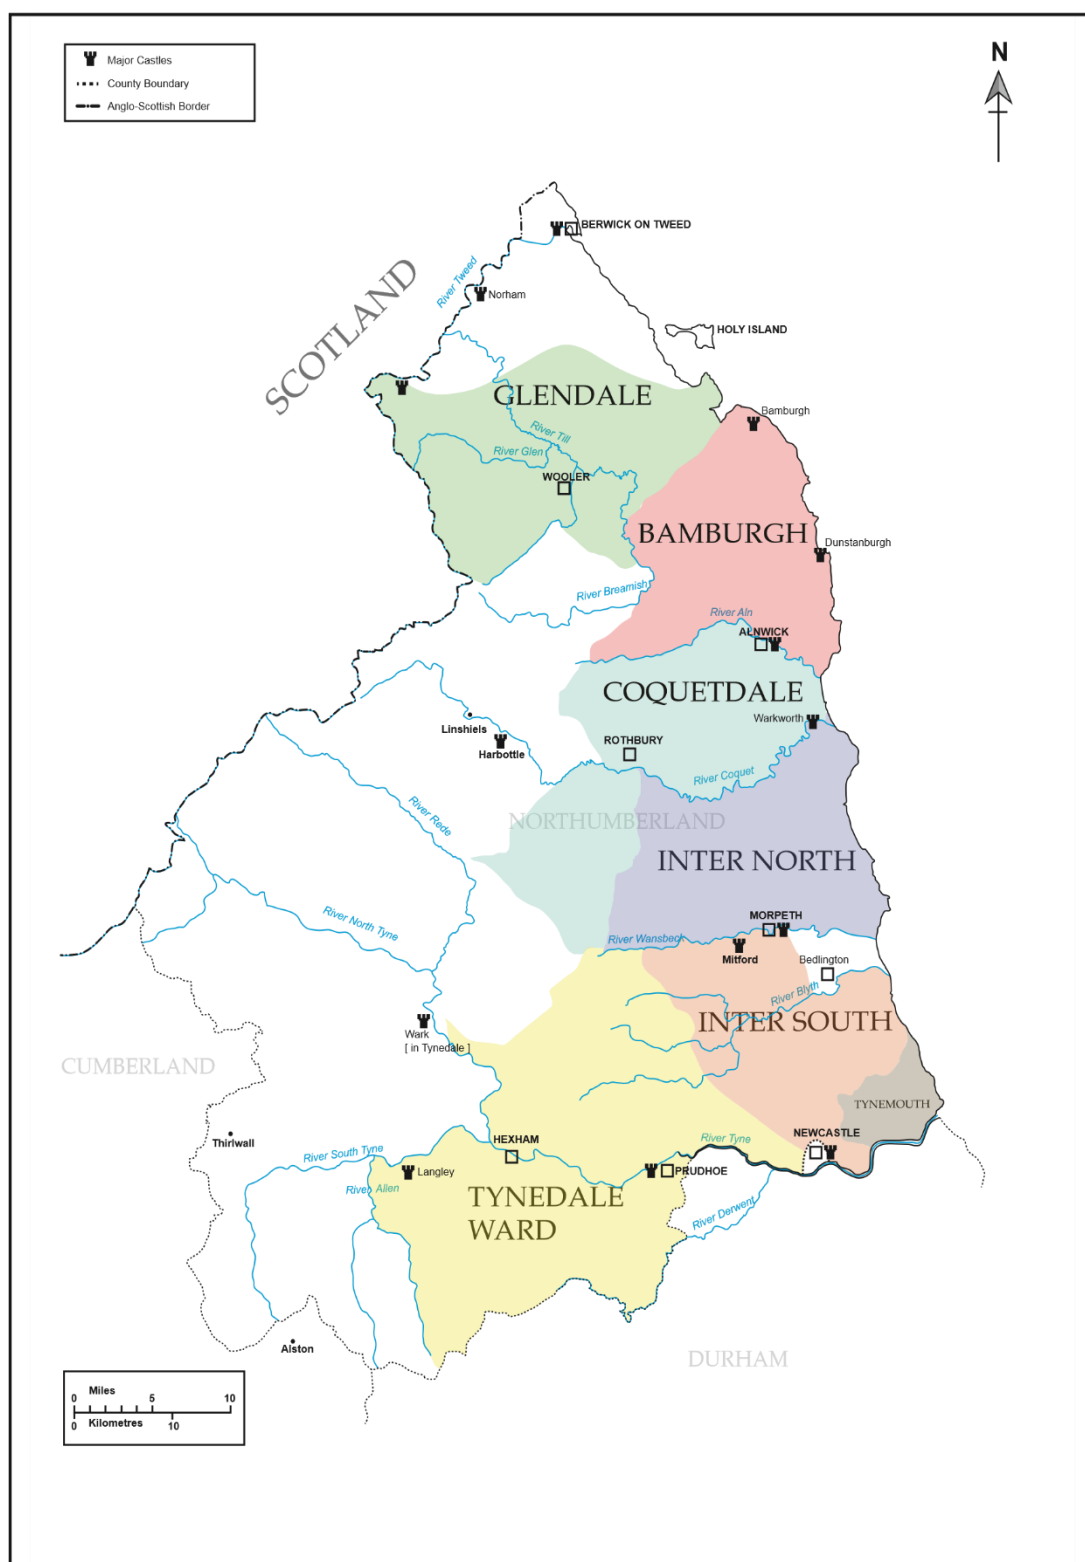 Major Castles
County Boundary
Anglo-Scottish Border
N
BERWICK ON TWEED
River Tweed
Norham
SCOTLAND
HOLY ISLAND
GLENDALE
Bamburgh
River Till
River Glen
WOOLER
BAMBURGH
Dunstanburgh
River Breamish
River Aln
ALNWICK
COQUETDALE
Linshiels
Warkworth
Harbottle
ROTHBURY
River Coquet
River Rede
NORTHUMBERLAND
INTER NORTH
River North Tyne
MORPETH
River Wansbeck
Mitford
Bedlington
River Blyth
INTER SOUTH
Wark
[ in Tynedale ]
CUMBERLAND
TYNEMOUTH
Thirlwall
HEXHAM
NEWCASTLE
River South Tyne
River Tyne
Langley
PRUDHOE
River Allen
TYNEDALE
WARD
River Derwent
Alston
DURHAM
Miles
0 5 10
Kilometres
0 10